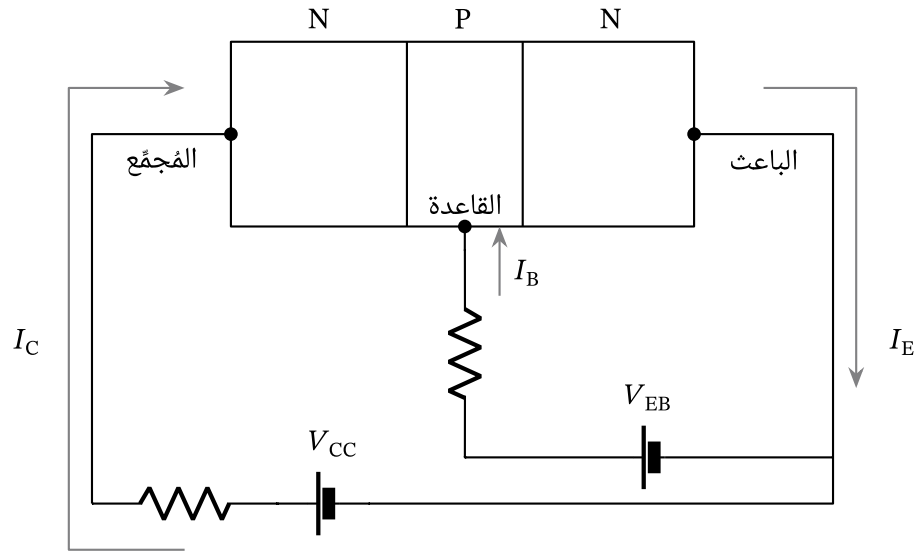 N P N
المُجمِّع
الباعث
القاعدة
I_B
I_C
I_E
V_EB
V_CC